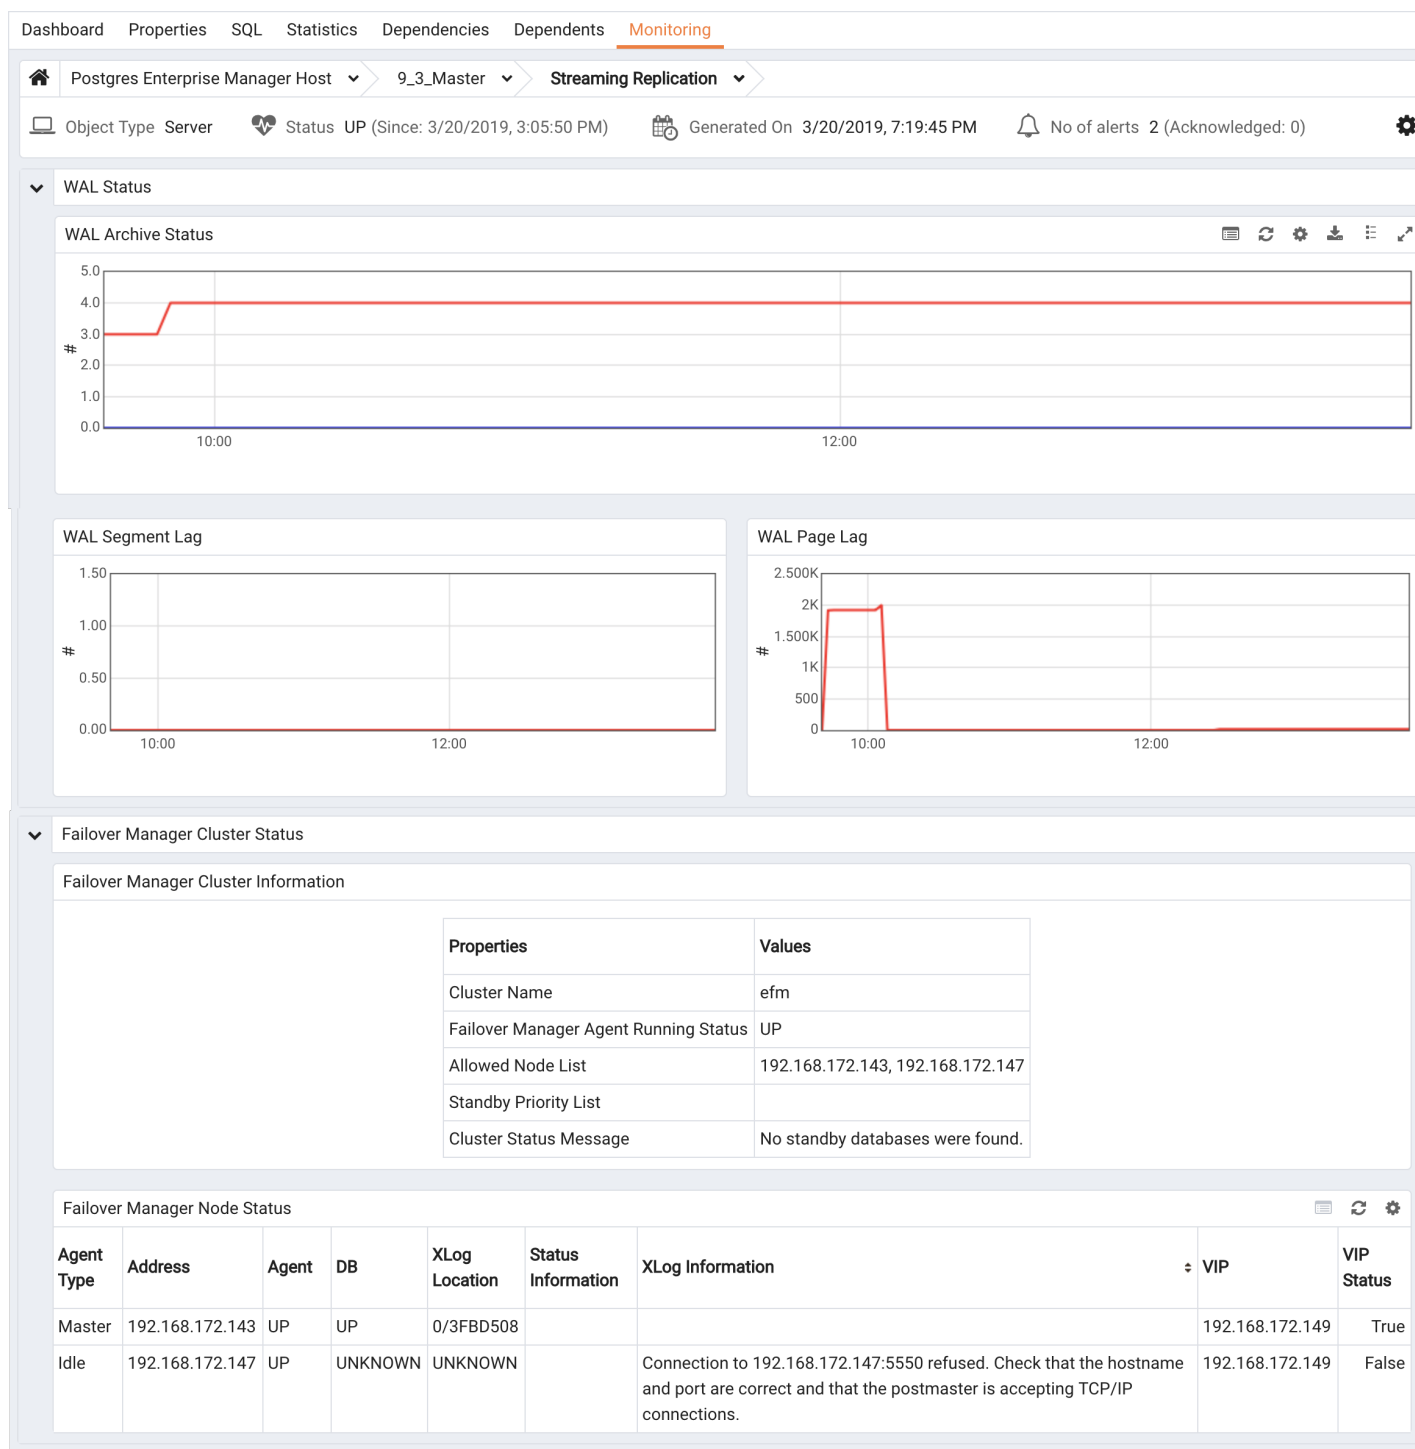 Dashboard Properties SQL Statistics Dependencies Dependents Monitoring
Postgres Enterprise Manager Host 9_3_Master Streaming Replication
Object Type Server Status UP (Since: 3/20/2019, 3:05:50 PM) Generated On 3/20/2019, 7:19:45 PM No of alerts 2 (Acknowledged: 0)
WAL Status
WAL Archive Status
5.0
4.0
3.0
#
2.0
1.0
0.0
10:00 12:00
WAL Segment Lag
1.50
1.00
#
0.50
0.00
10:00 12:00
WAL Page Lag
2.500K
2K
1.500K
#
1K
500
0
10:00 12:00
Failover Manager Cluster Status
Failover Manager Cluster Information
Properties Values
Cluster Name efm
Failover Manager Agent Running Status UP
Allowed Node List 192.168.172.143, 192.168.172.147
Standby Priority List
Cluster Status Message No standby databases were found.
Failover Manager Node Status
Agent Type Address Agent DB XLog Location Status Information XLog Information VIP VIP Status
Master 192.168.172.143 UP UP 0/3FBD508 192.168.172.149 True
Idle 192.168.172.147 UP UNKNOWN UNKNOWN Connection to 192.168.172.147:5550 refused. Check that the hostname 192.168.172.149 False
and port are correct and that the postmaster is accepting TCP/IP
connections.